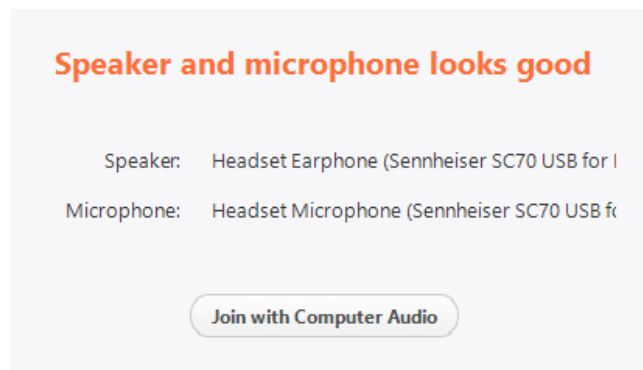 Speaker and microphone looks good
Speaker: Headset Earphone (Sennheiser SC70 USB for
Microphone: Headset Microphone (Sennheiser SC70 USB
Join with Computer Audio